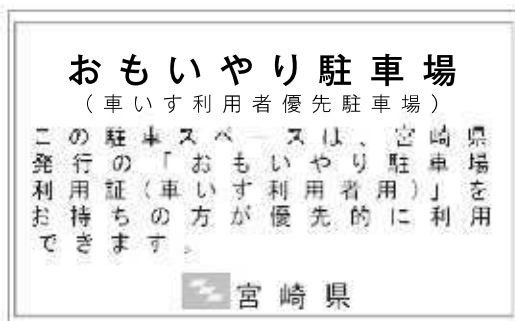 おもいやり駐車場
（車いす利用者優先駐車場）
この駐車スペースは、宮崎県
発行の「おもいやり駐車場
利用証（車いす利用者用）」を
お持ちの方が優先的に利用
できます。
宮崎県